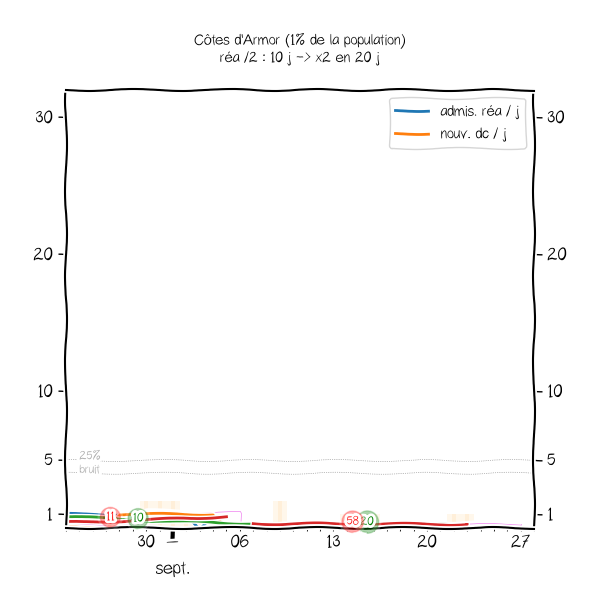 Côtes d'Armor (1% de la population)
réa /2 : 10 j -> x2 en 20 j
admis. réa / j
nouv. dc / j
30 30
20 20
10 10
5 5
25%
bruit
1 1
11 10 58 20
30 06 13 20 27
sept.